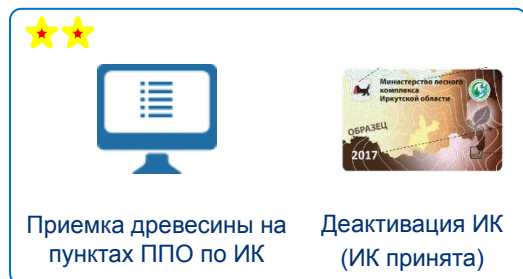 Министерство лесного
комплекса
Иркутской области
ОБРАЗЕЦ
2017
Приемка древесины на
пунктах ППО по ИК
Деактивация ИК
(ИК принята)